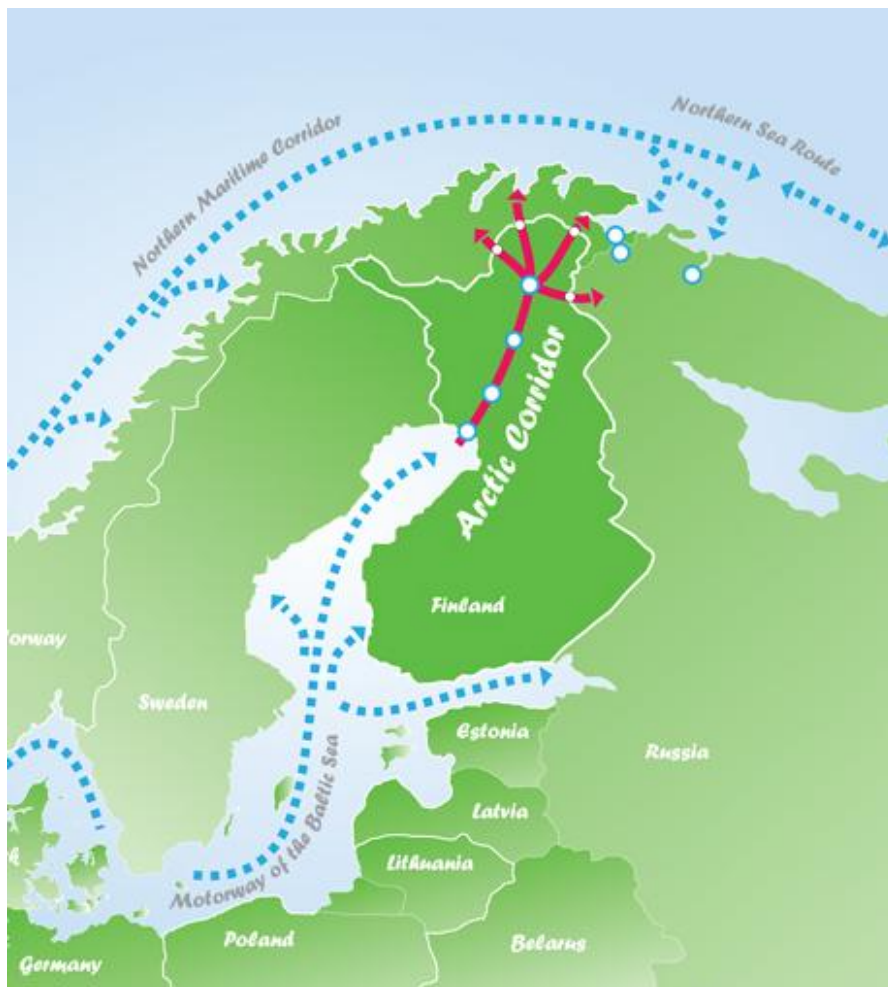 Northern Maritime Corridor
Northern Sea Route
Arctic Corridor
Finland
orway
Sweden
Estonia
Russia
Motorway of the Baltic Sea
Latvia
k
Lithuania
Poland
Belarus
Germany